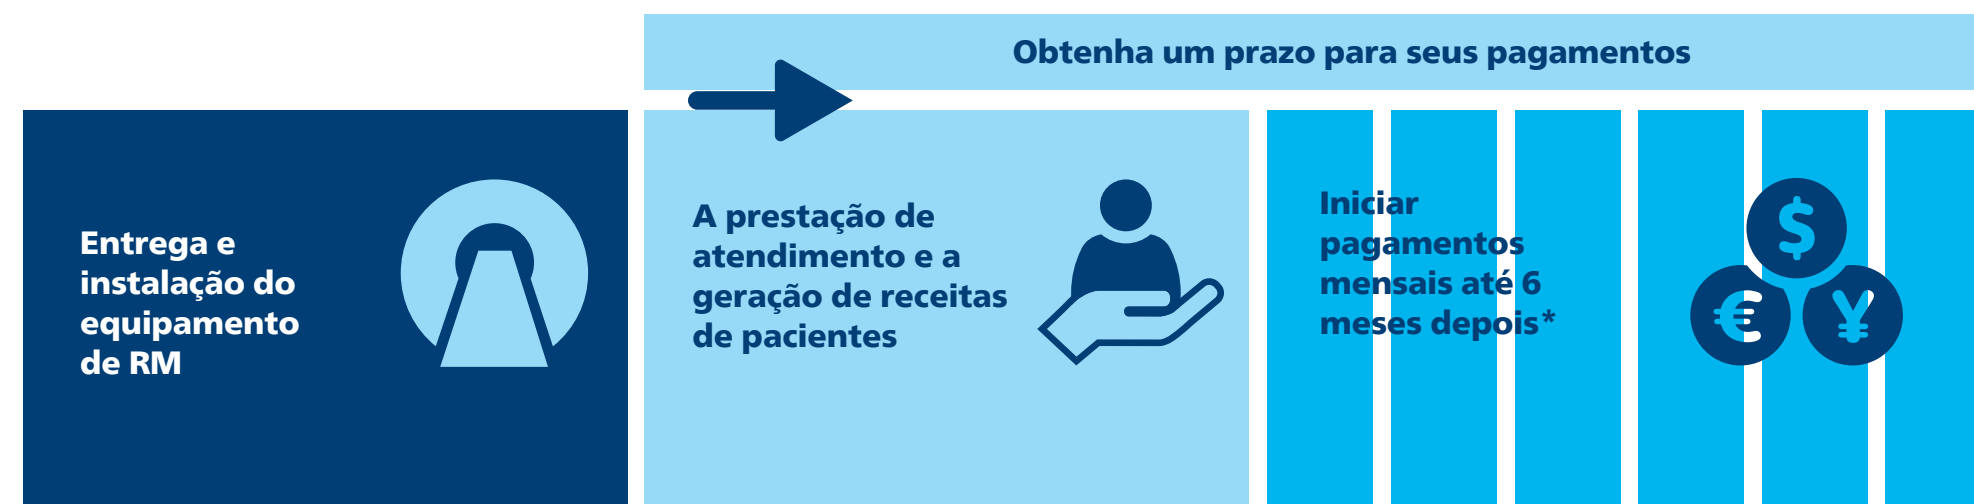 Obtenha um prazo para seus pagamentos
Entrega e
instalação do
equipamento
de RM
A prestação de
atendimento e a
geração de receitas
de pacientes
Iniciar
pagamentos
mensais até 6
meses depois*
$
€
¥